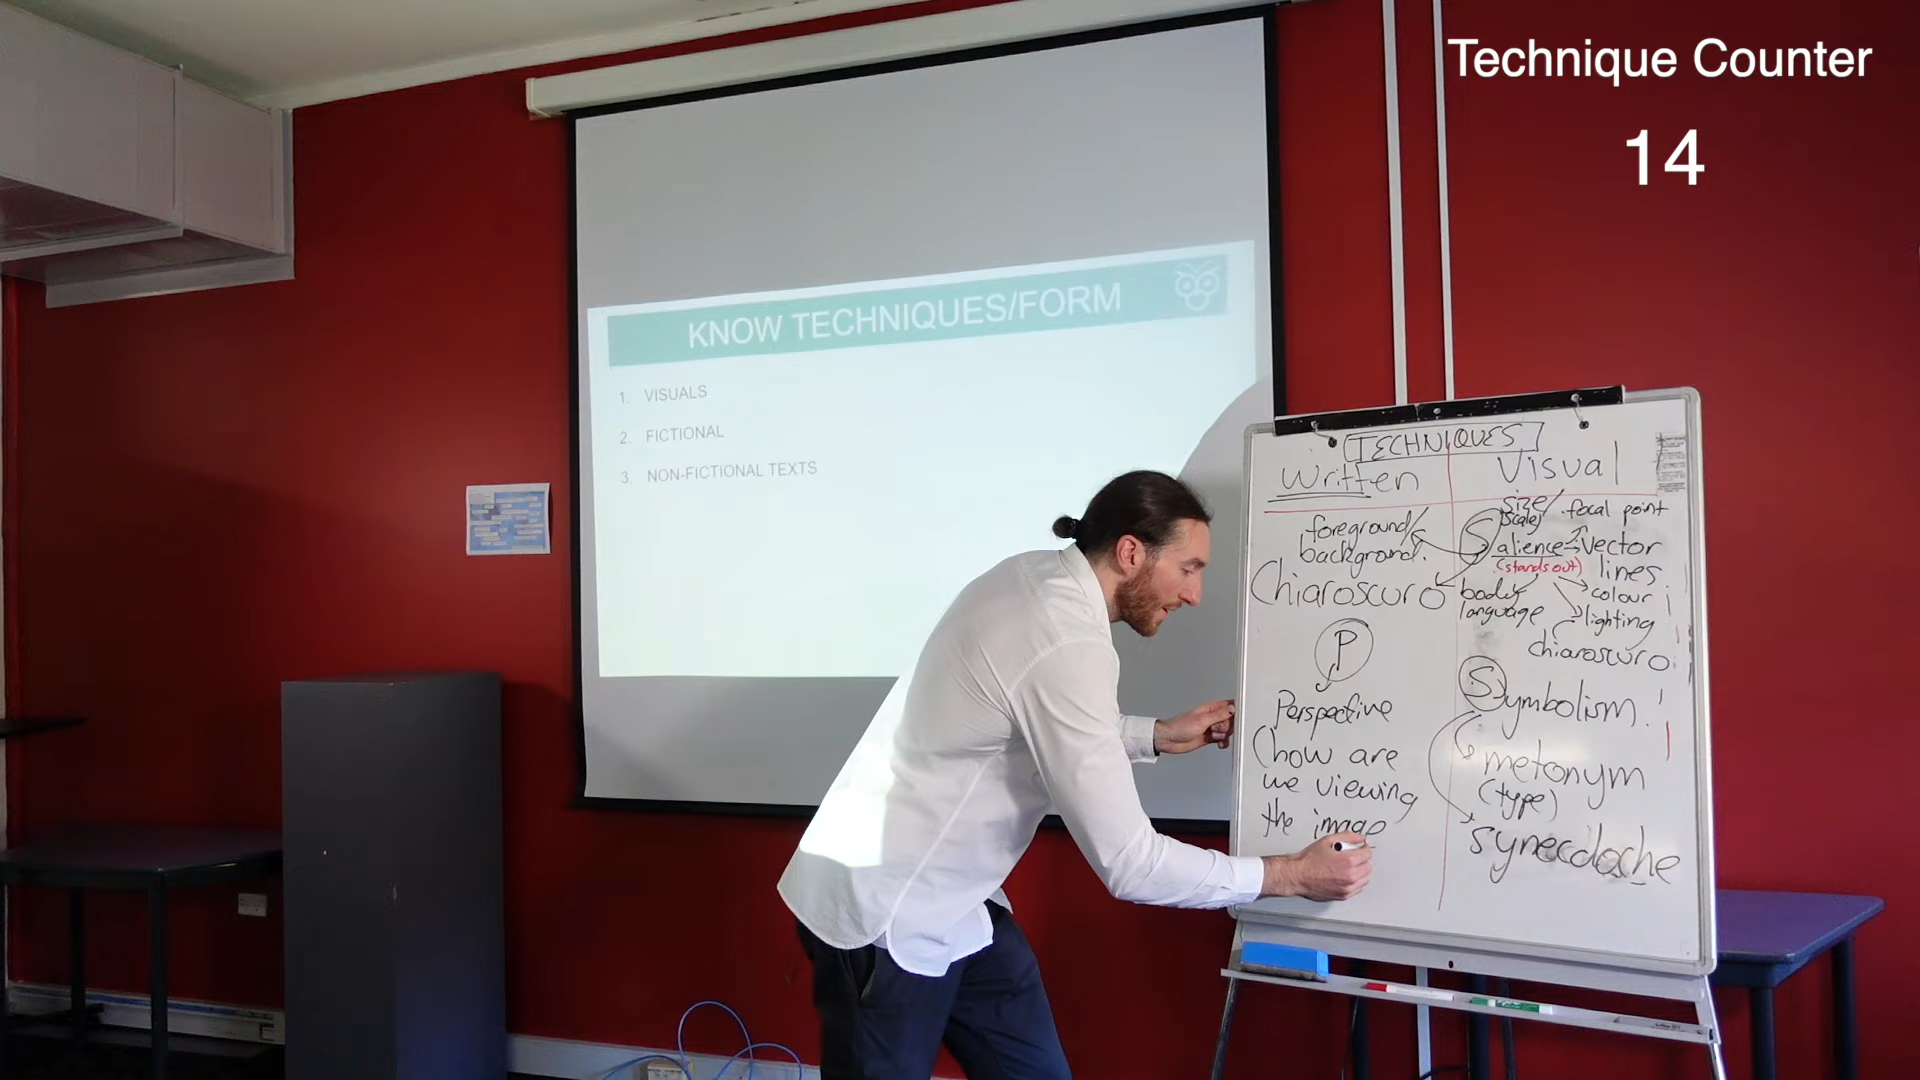 Technique Counter
14
KNOW TECHNIQUES/FORM
1. VISUALS
2. FICTIONAL
3. NON-FICTIONAL TEXTS
TECHNIQUES
Written
Visual
foreground/
background.
Chiaroscuro
P
Perspective
(how are
we viewing
the image
size/
scale
focal point
Salience
(stands out)
Vector
lines
body
language
colour
lighting
chiaroscuro
Symbolism.
metonym
(type)
synecdoche